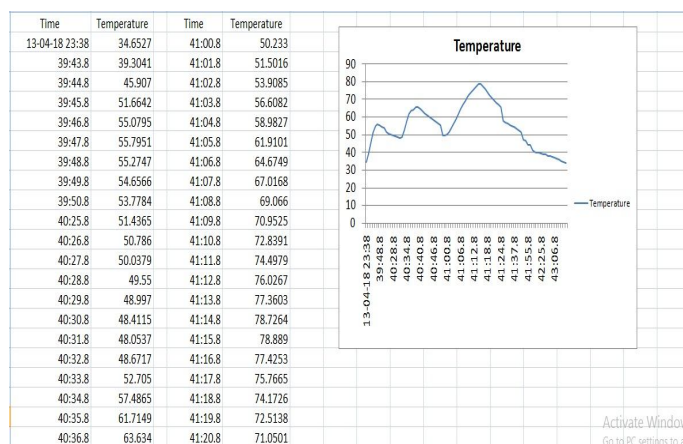 Time Temperature Time Temperature
13-04-18 23:38 34.6527 41:00.8 50.233
39:43.8 39.3041 41:01.8 51.5016
39:44.8 45.907 41:02.8 53.9085
39:45.8 51.6642 41:03.8 56.6082
39:46.8 55.0795 41:04.8 58.9827
39:47.8 55.7951 41:05.8 61.9101
39:48.8 55.2747 41:06.8 64.6749
39:49.8 54.6566 41:07.8 67.0168
39:50.8 53.7784 41:08.8 69.066
40:25.8 51.4365 41:09.8 70.9525
40:26.8 50.786 41:10.8 72.8391
40:27.8 50.0379 41:11.8 74.4979
40:28.8 49.55 41:12.8 76.0267
40:29.8 48.997 41:13.8 77.3603
40:30.8 48.4115 41:14.8 78.7264
40:31.8 48.0537 41:15.8 78.889
40:32.8 48.6717 41:16.8 77.4253
40:33.8 52.705 41:17.8 75.7665
40:34.8 57.4865 41:18.8 74.1726
40:35.8 61.7149 41:19.8 72.5138
40:36.8 63.634 41:20.8 71.0501
Temperature
90
80
70
60
50
40
30
20
10
0
13-04-18 23:38
39:48.8
40:28.8
40:34.8
40:40.8
40:46.8
41:00.8
41:06.8
41:12.8
41:18.8
41:24.8
41:37.8
41:55.8
42:25.8
43:06.8
Temperature
Activate Window
Go to PC settings to